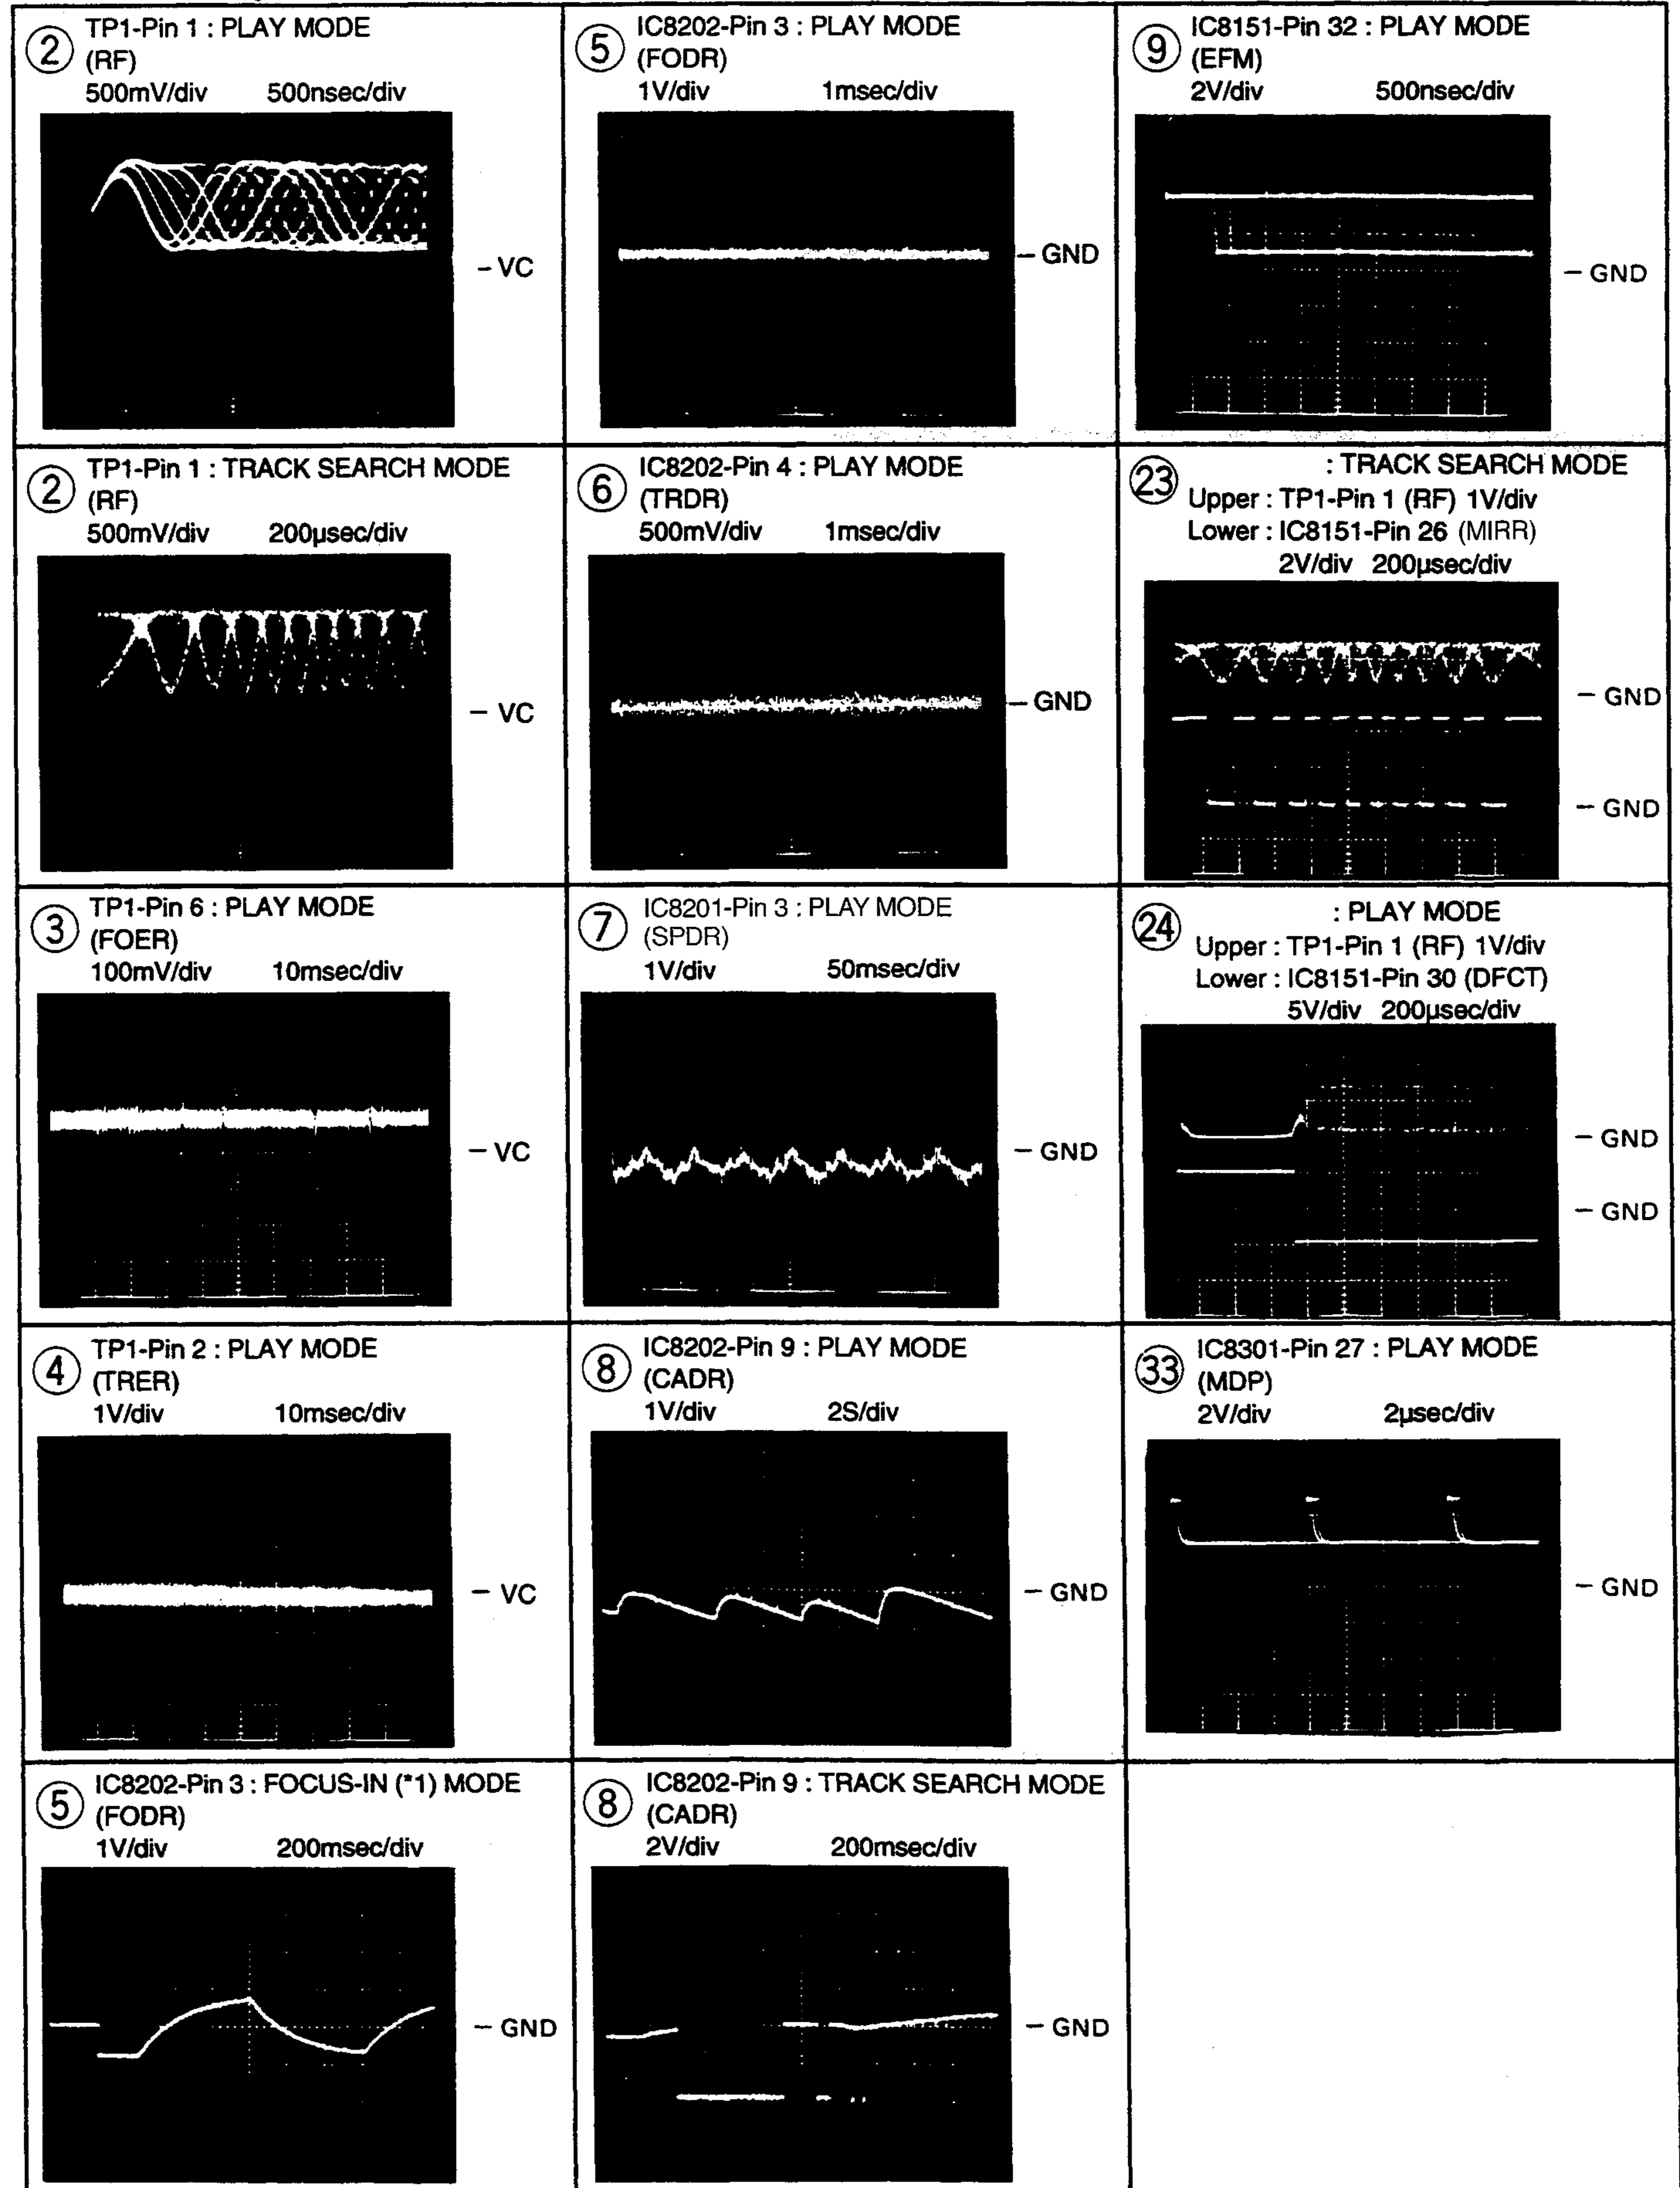 ② TP1-Pin 1 : PLAY MODE
(RF)
500mV/div 500nsec/div
– VC
⑤ IC8202-Pin 3 : PLAY MODE
(FODR)
1V/div 1msec/div
– GND
⑨ IC8151-Pin 32 : PLAY MODE
(EFM)
2V/div 500nsec/div
– GND
② TP1-Pin 1 : TRACK SEARCH MODE
(RF)
500mV/div 200µsec/div
– VC
⑥ IC8202-Pin 4 : PLAY MODE
(TRDR)
500mV/div 1msec/div
– GND
㉓ : TRACK SEARCH MODE
Upper : TP1-Pin 1 (RF) 1V/div
Lower : IC8151-Pin 26 (MIRR)
2V/div 200µsec/div
– GND
– GND
③ TP1-Pin 6 : PLAY MODE
(FOER)
100mV/div 10msec/div
– VC
⑦ IC8201-Pin 3 : PLAY MODE
(SPDR)
1V/div 50msec/div
– GND
㉔ : PLAY MODE
Upper : TP1-Pin 1 (RF) 1V/div
Lower : IC8151-Pin 30 (DFCT)
5V/div 200µsec/div
– GND
– GND
④ TP1-Pin 2 : PLAY MODE
(TRER)
1V/div 10msec/div
– VC
⑧ IC8202-Pin 9 : PLAY MODE
(CADR)
1V/div 2S/div
– GND
㉝ IC8301-Pin 27 : PLAY MODE
(MDP)
2V/div 2µsec/div
– GND
⑤ IC8202-Pin 3 : FOCUS-IN (*1) MODE
(FODR)
1V/div 200msec/div
– GND
⑧ IC8202-Pin 9 : TRACK SEARCH MODE
(CADR)
2V/div 200msec/div
– GND